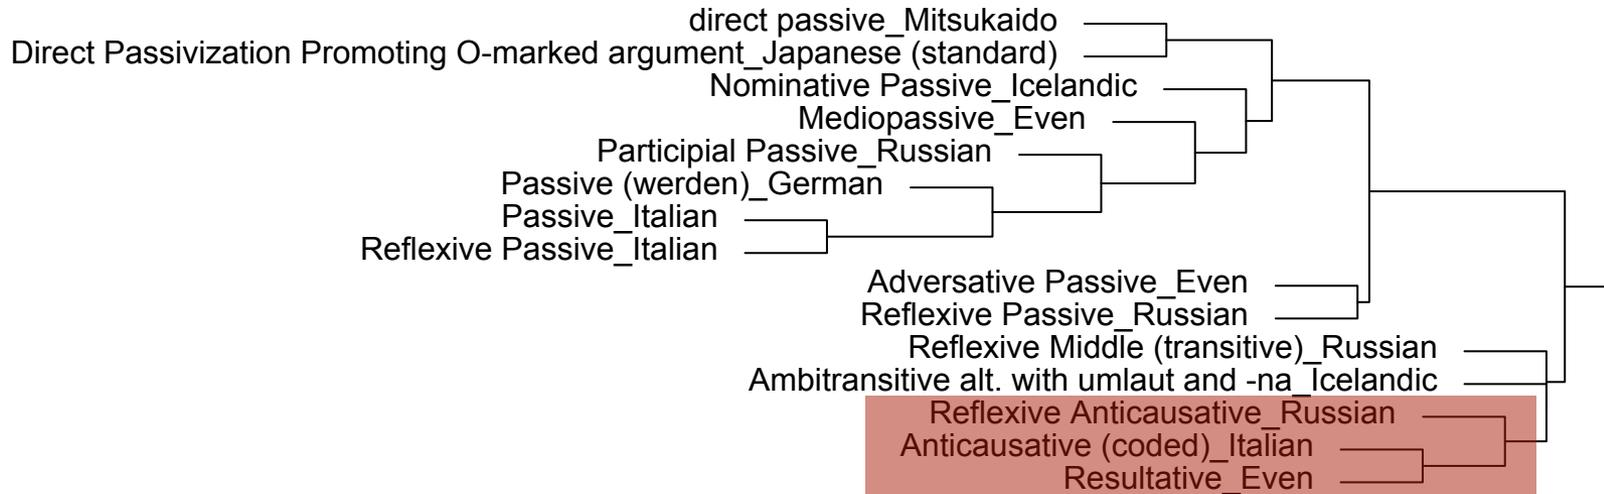 direct passive_Mitsukaido
Direct Passivization Promoting O-marked argument_Japanese (standard)
Nominative Passive_Icelandic
Mediopassive_Even
Participial Passive_Russian
Passive (werden)_German
Passive_Italian
Reflexive Passive_Italian
Adversative Passive_Even
Reflexive Passive_Russian
Reflexive Middle (transitive)_Russian
Ambitransitive alt. with umlaut and -na_Icelandic
Reflexive Anticausative_Russian
Anticausative (coded)_Italian
Resultative_Even